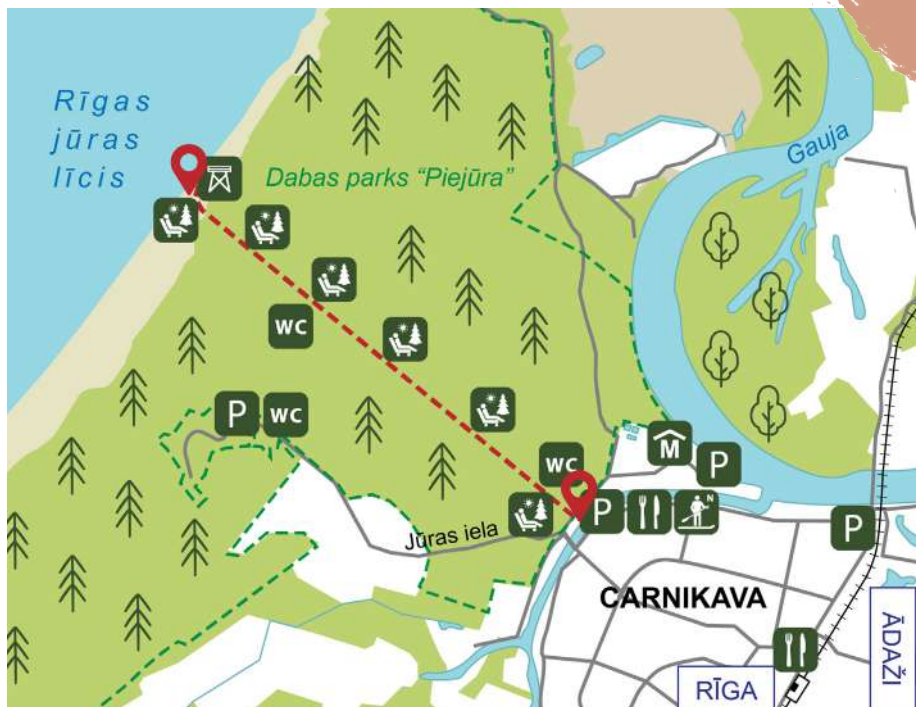 Rīgas
jūras
līcis
Dabas parks "Piejūra"
Gauja
WC
P
WC
M
P
WC
P
N
P
Jūras iela
CARNIKAVA
RĪGA
ĀDAŽI